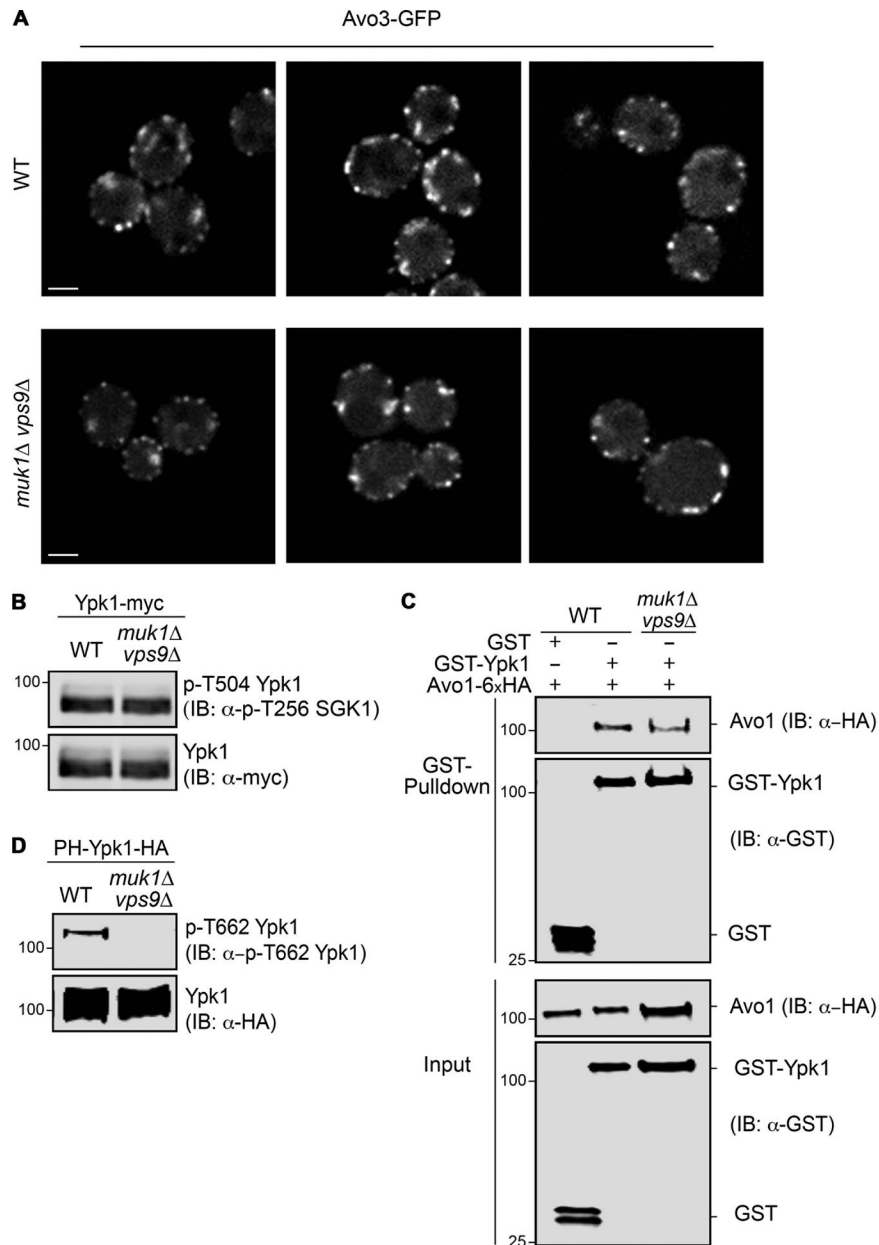 A
Avo3-GFP
WT
muk1Δ vps9Δ
B
Ypk1-myc
WT
muk1Δ
vps9Δ
100
p-T504 Ypk1
(IB: α-p-T256 SGK1)
100
Ypk1
(IB: α-myc)
C
WT
muk1Δ
vps9Δ
GST + – –
GST-Ypk1 – + +
Avo1-6xHA + + +
GST-
Pulldown
100
Avo1 (IB: α–HA)
100
GST-Ypk1
(IB: α-GST)
GST
25
Input
100
Avo1 (IB: α–HA)
100
GST-Ypk1
(IB: α-GST)
GST
25
D
PH-Ypk1-HA
WT
muk1Δ
vps9Δ
100
p-T662 Ypk1
(IB: α–p-T662 Ypk1)
100
Ypk1
(IB: α-HA)